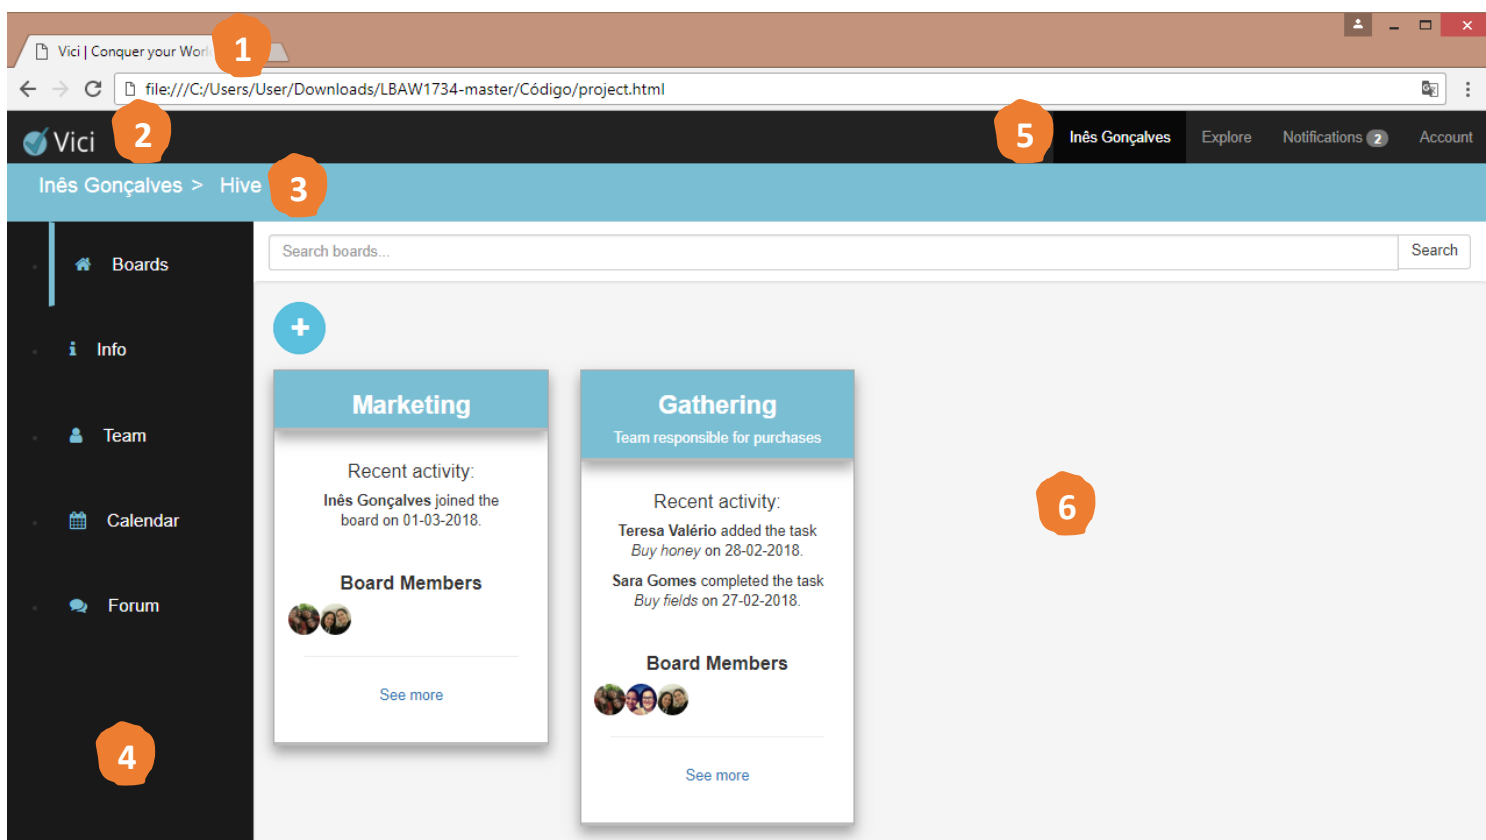 Vici | Conquer your Worl
1
file:///C:/Users/User/Downloads/LBAW1734-master/Código/project.html
Vici
2
5
Inês Gonçalves
Explore
Notifications 2
Account
Inês Gonçalves > Hive
3
Boards
Info
Team
Calendar
Forum
4
Search boards...
Search
+
Marketing
Recent activity:
Inês Gonçalves joined the
board on 01-03-2018.
Board Members
See more
Gathering
Team responsible for purchases
Recent activity:
Teresa Valério added the task
Buy honey on 28-02-2018.
Sara Gomes completed the task
Buy fields on 27-02-2018.
Board Members
See more
6